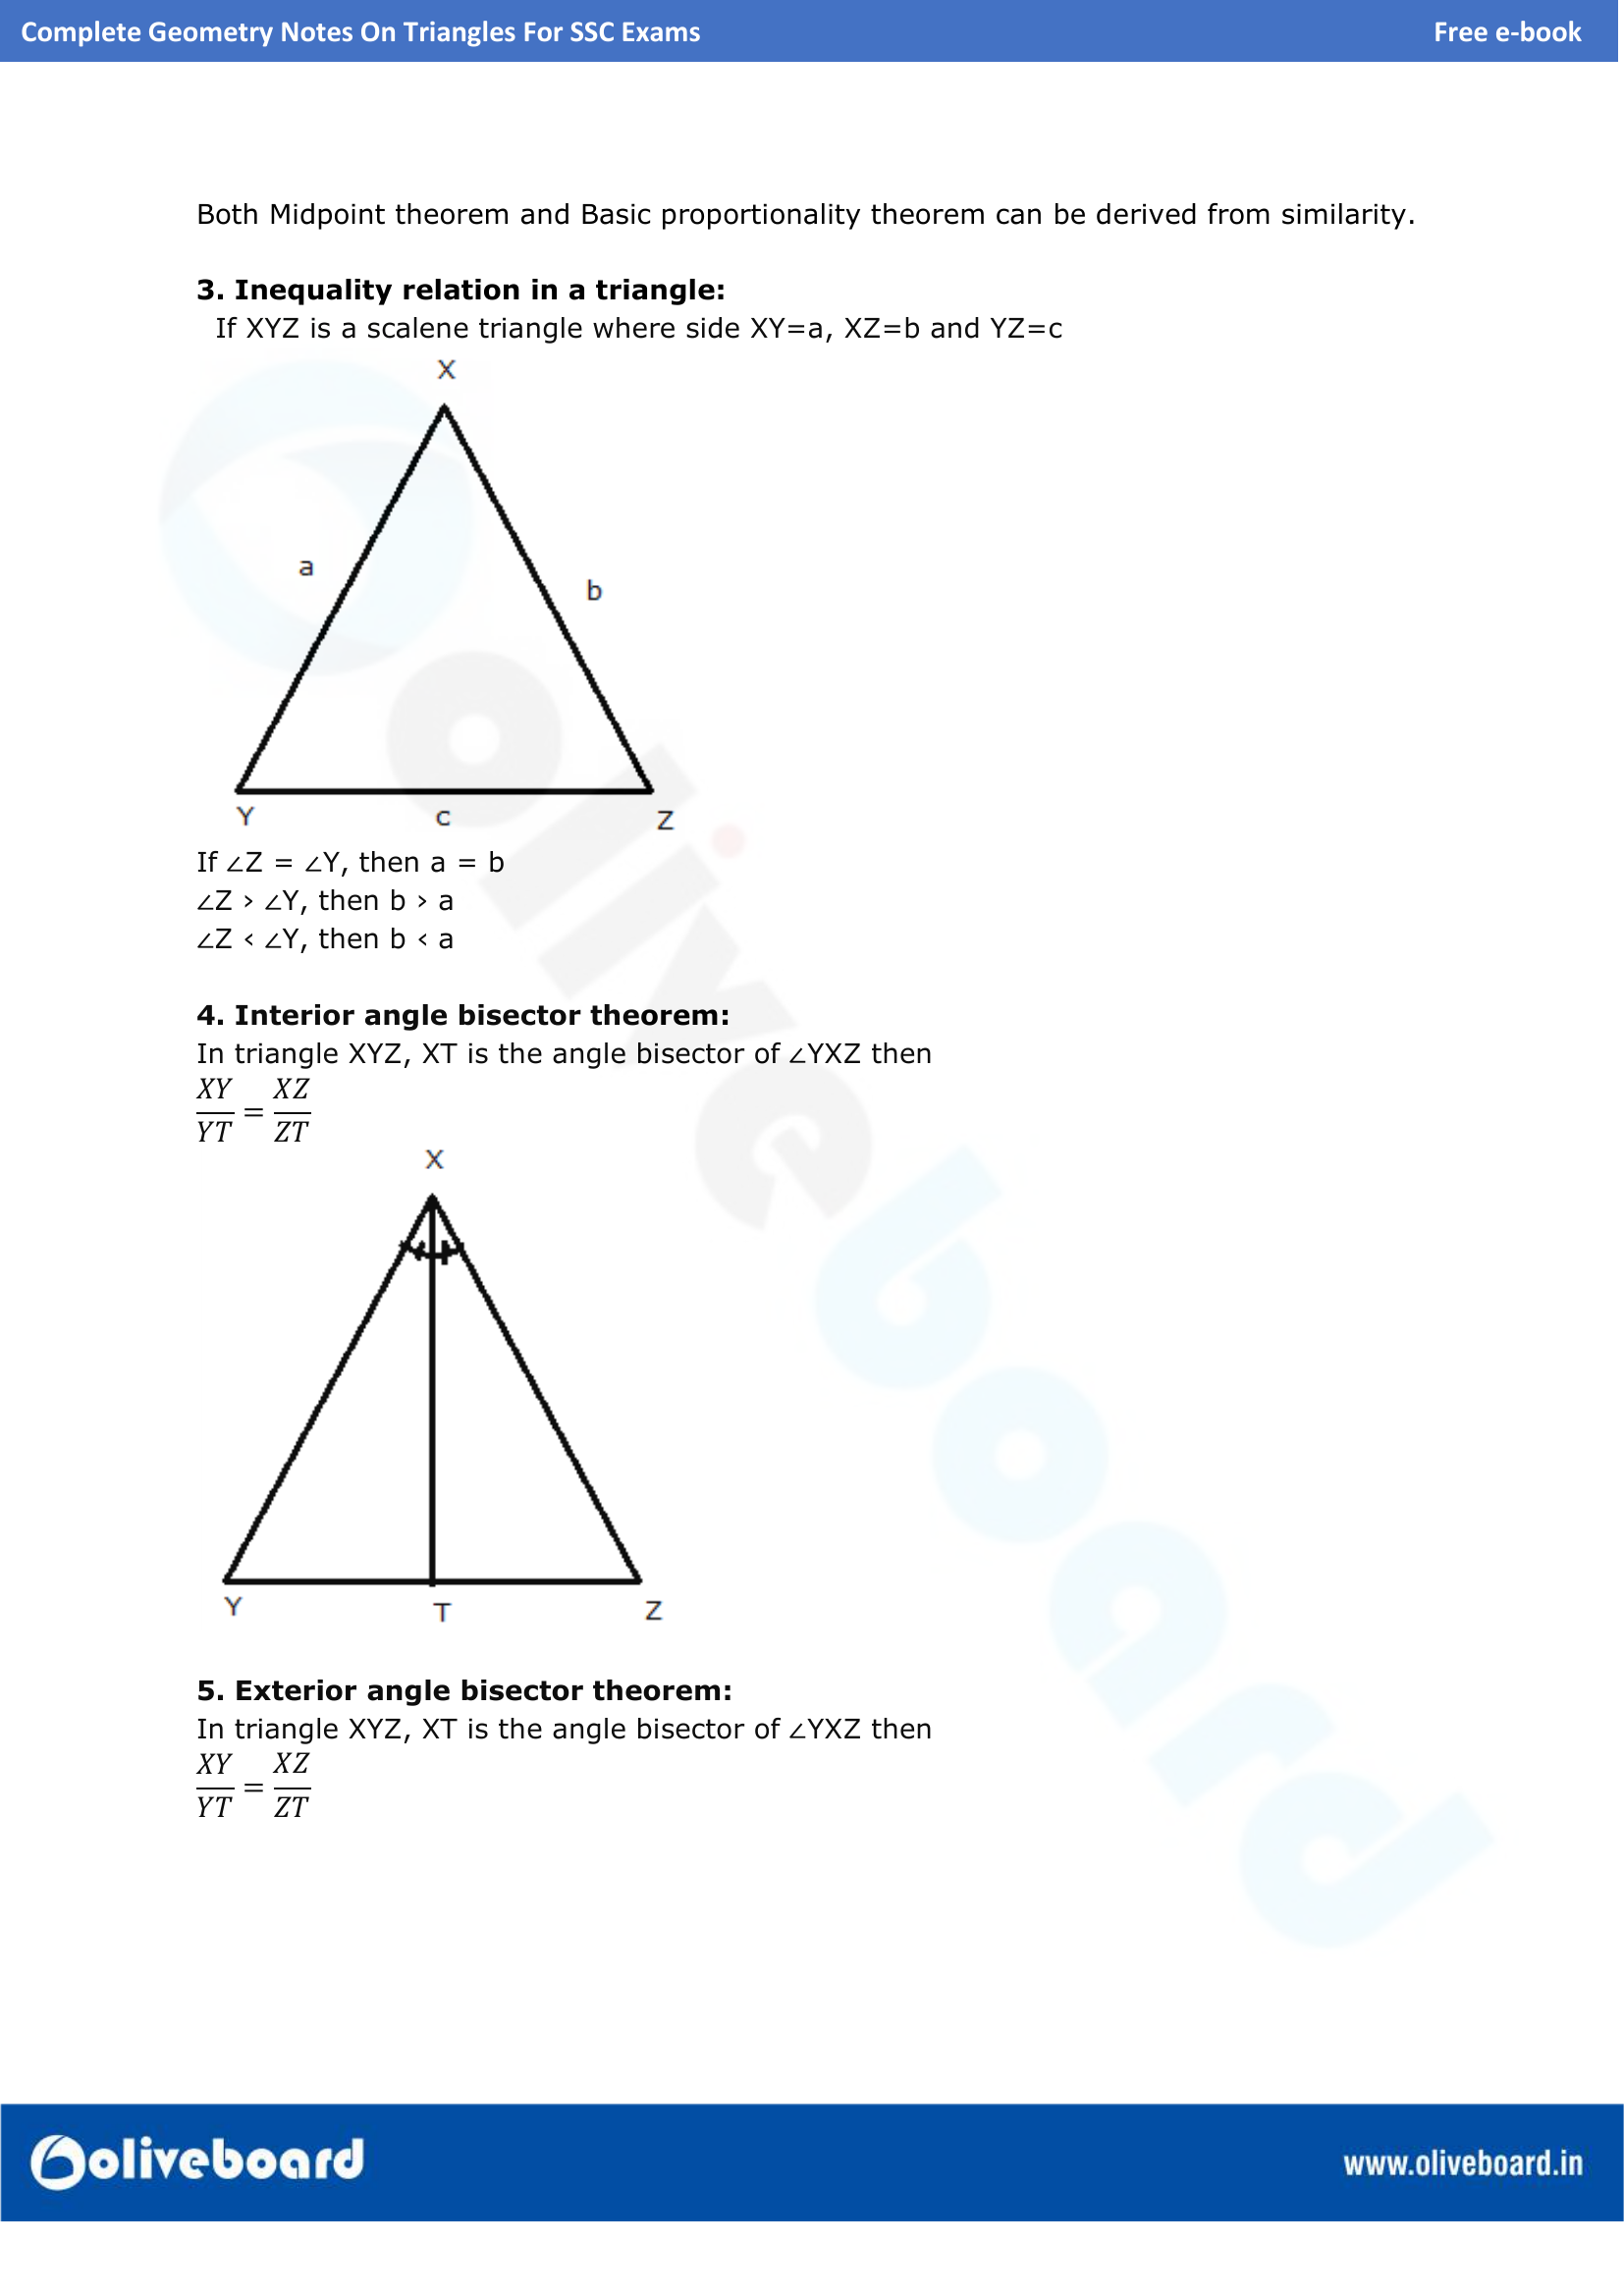 Complete Geometry Notes On Triangles For SSC Exams Free e-book
Both Midpoint theorem and Basic proportionality theorem can be derived from similarity.
3. Inequality relation in a triangle:
If XYZ is a scalene triangle where side XY=a, XZ=b and YZ=c
X
a
b
Y c Z
If ∠Z = ∠Y, then a = b
∠Z > ∠Y, then b > a
∠Z < ∠Y, then b < a
4. Interior angle bisector theorem:
In triangle XYZ, XT is the angle bisector of ∠YXZ then
XY/YT = XZ/ZT
X
Y T Z
5. Exterior angle bisector theorem:
In triangle XYZ, XT is the angle bisector of ∠YXZ then
XY/YT = XZ/ZT
oliveboard
oliveboard www.oliveboard.in